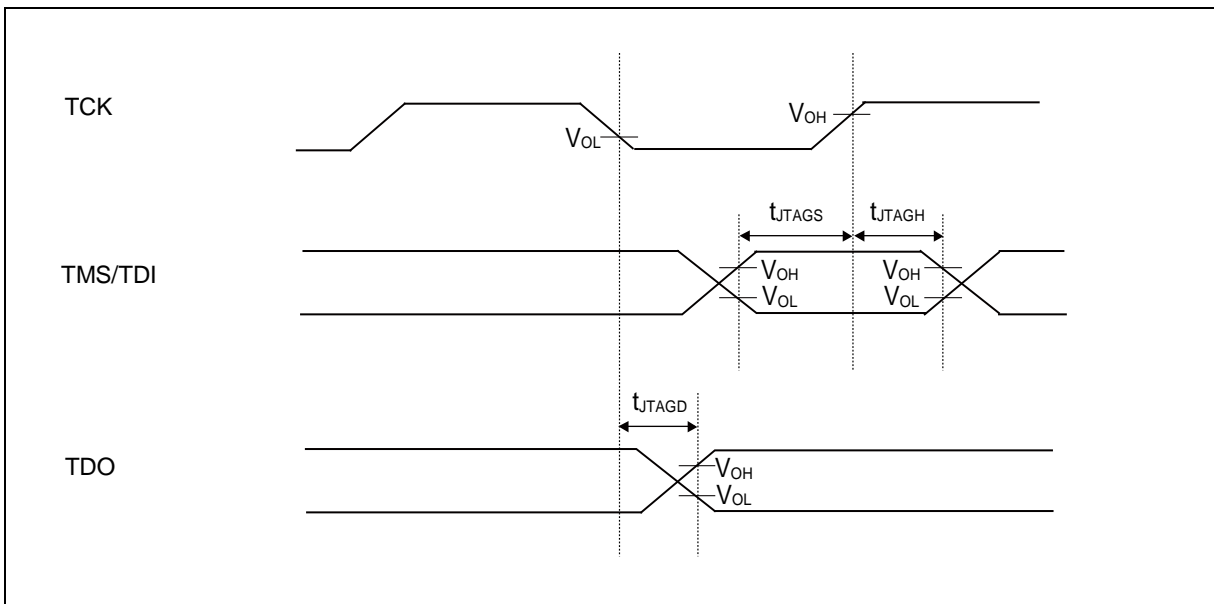 TCK
VOL
VOH
tJTAGS
tJTAGH
TMS/TDI
VOH
VOL
VOH
VOL
tJTAGD
TDO
VOH
VOL